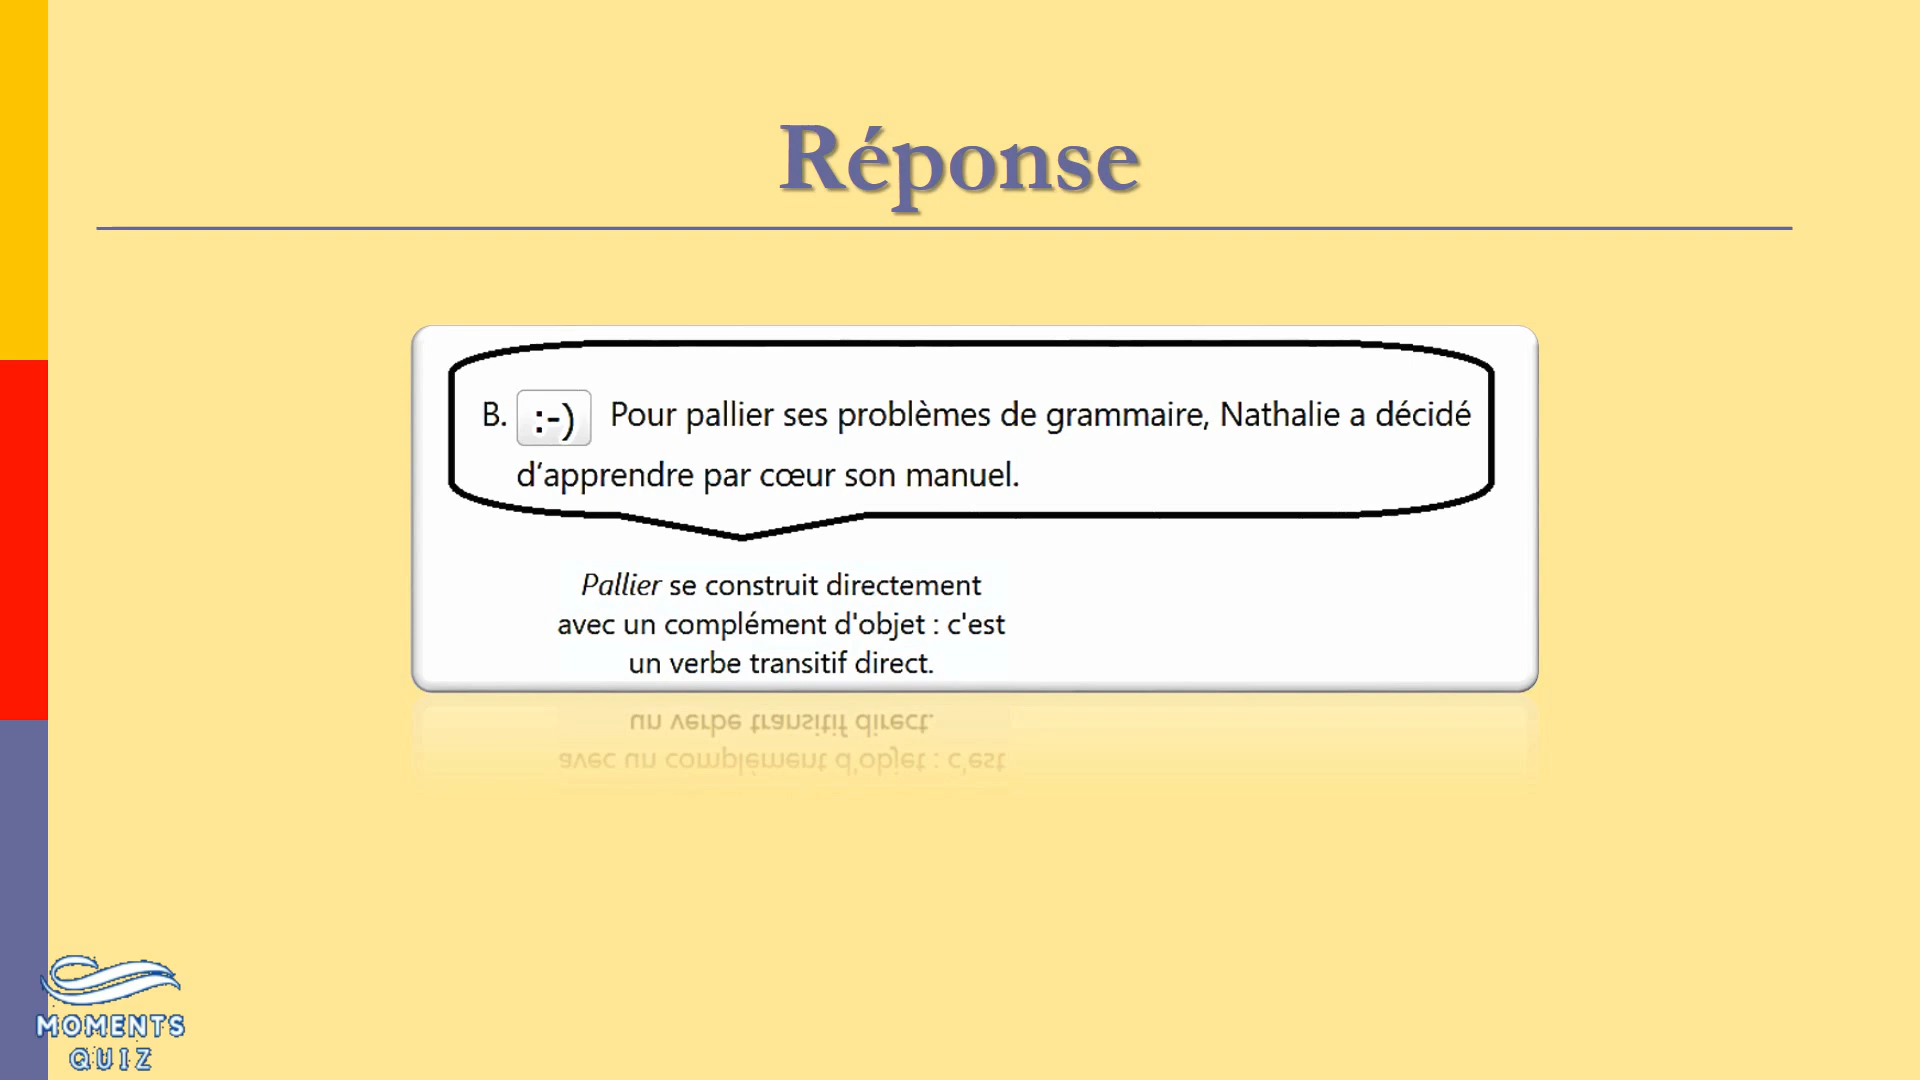 Réponse
B. :-) Pour pallier ses problèmes de grammaire, Nathalie a décidé
d‘apprendre par cœur son manuel.
Pallier se construit directement
avec un complément d'objet : c'est
un verbe transitif direct.
MOMENTS
QUIZ